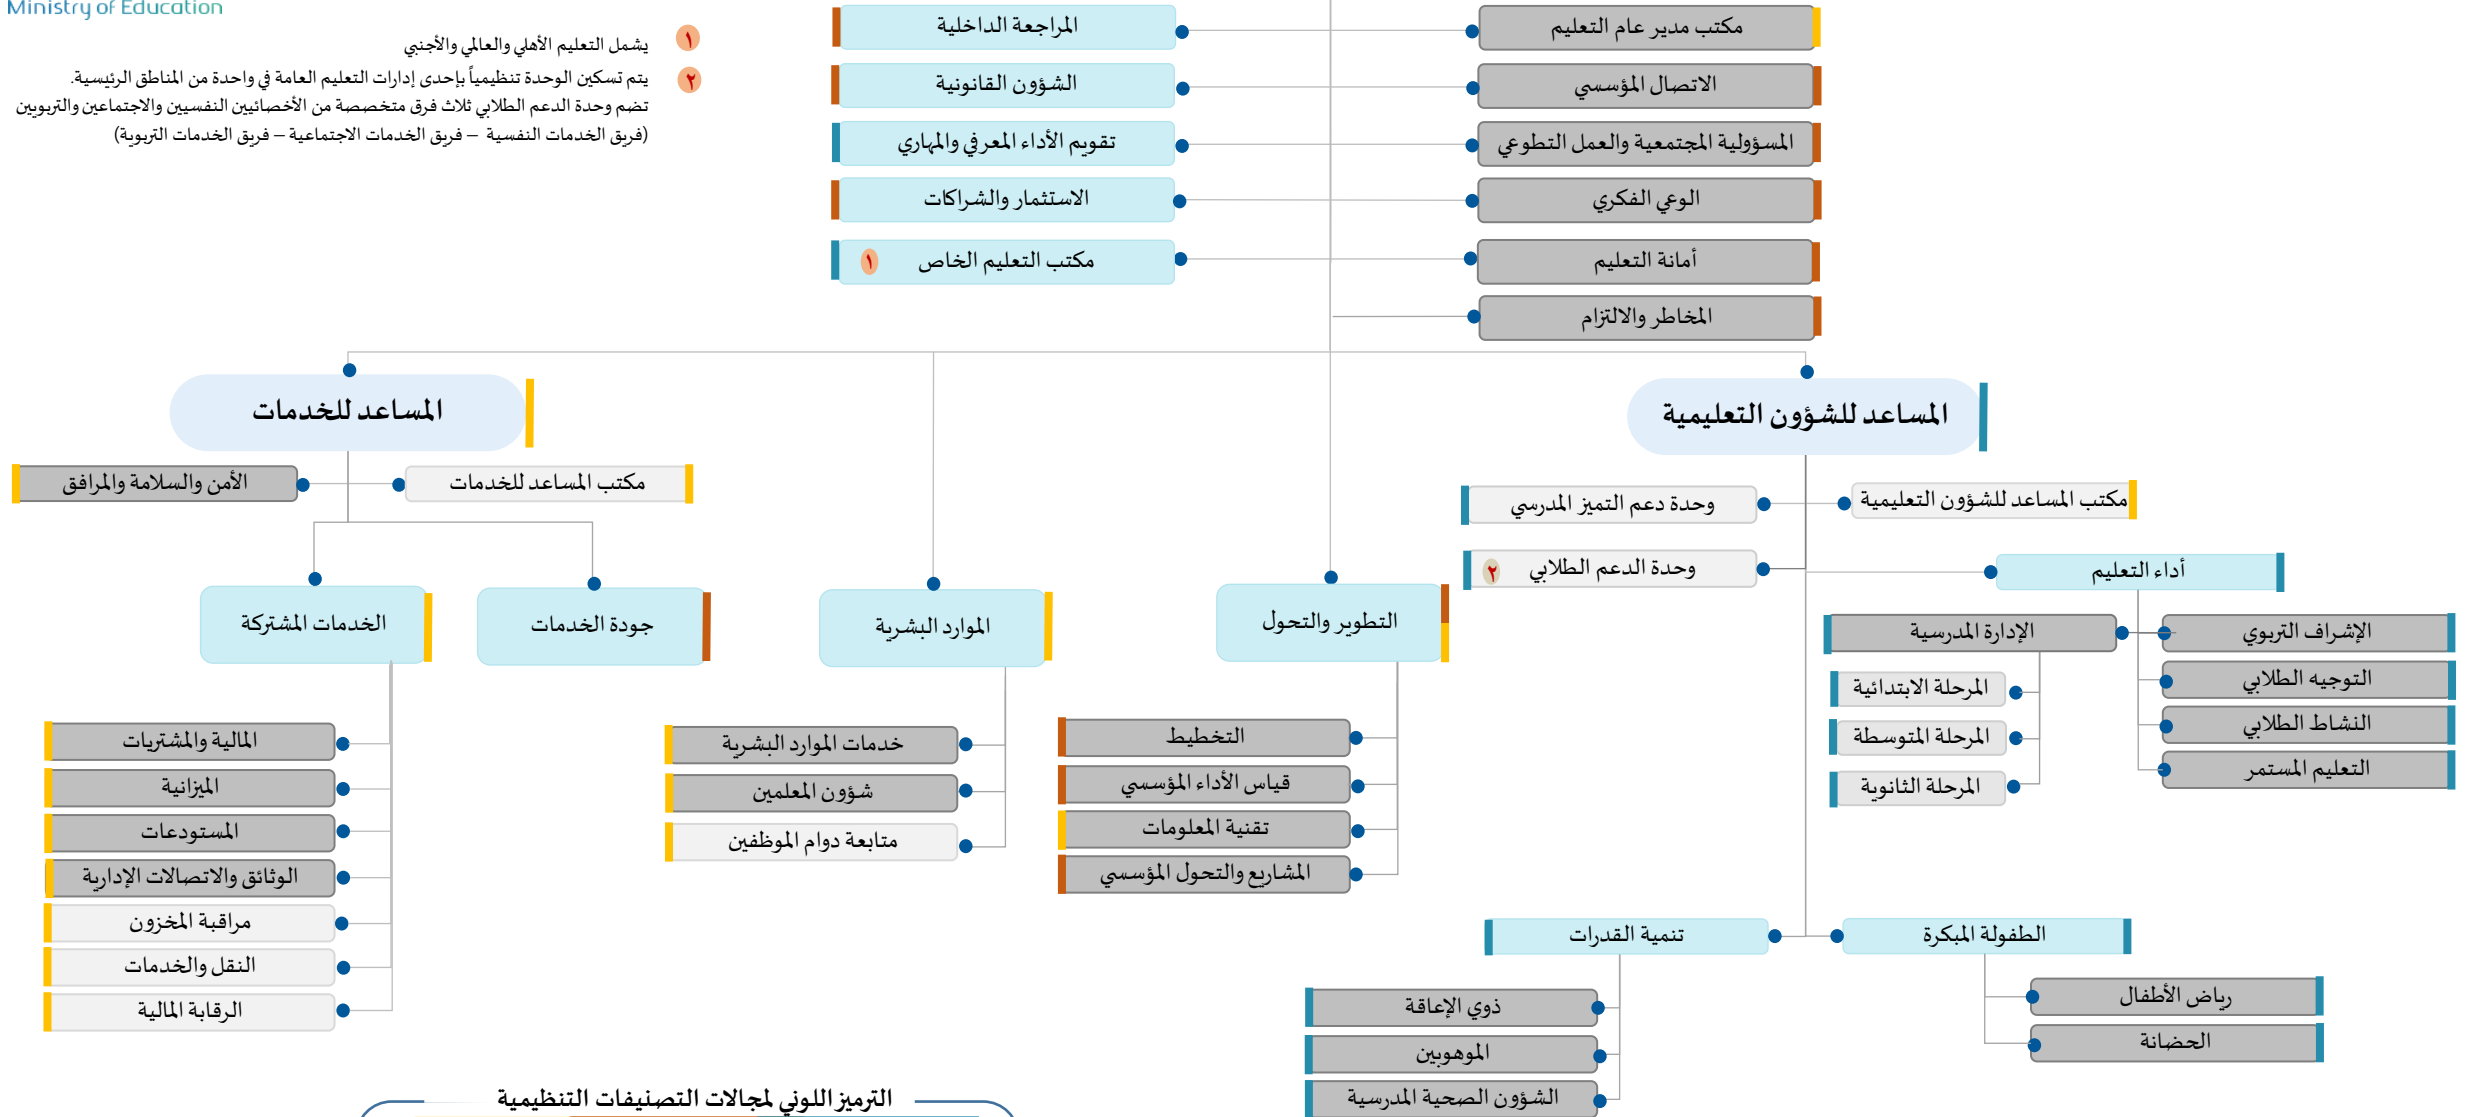 Ministry of Education
١ يشمل التعليم الأهلي والعالمي والأجنبي
٢ يتم تسكين الوحدة تنظيمياً بإحدى إدارات التعليم العامة في واحدة من المناطق الرئيسية.
تضم وحدة الدعم الطلابي ثلاث فرق متخصصة من الأخصائيين النفسيين والاجتماعين والتربويين
(فريق الخدمات النفسية – فريق الخدمات الاجتماعية – فريق الخدمات التربوية)
مكتب مدير عام التعليم
المراجعة الداخلية
الاتصال المؤسسي
الشؤون القانونية
المسؤولية المجتمعية والعمل التطوعي
تقويم الأداء المعرفي والمهاري
الوعي الفكري
الاستثمار والشراكات
أمانة التعليم
مكتب التعليم الخاص ١
المخاطر والالتزام
المساعد للشؤون التعليمية
مكتب المساعد للشؤون التعليمية
وحدة دعم التميز المدرسي
وحدة الدعم الطلابي ٢
أداء التعليم
الإشراف التربوي
التوجيه الطلابي
النشاط الطلابي
التعليم المستمر
الإدارة المدرسية
المرحلة الابتدائية
المرحلة المتوسطة
المرحلة الثانوية
الطفولة المبكرة
رياض الأطفال
الحضانة
تنمية القدرات
ذوي الإعاقة
الموهوبين
الشؤون الصحية المدرسية
التطوير والتحول
التخطيط
قياس الأداء المؤسسي
تقنية المعلومات
المشاريع والتحول المؤسسي
الموارد البشرية
خدمات الموارد البشرية
شؤون المعلمين
متابعة دوام الموظفين
المساعد للخدمات
مكتب المساعد للخدمات
الأمن والسلامة والمرافق
جودة الخدمات
الخدمات المشتركة
المالية والمشتريات
الميزانية
المستودعات
الوثائق والاتصالات الإدارية
مراقبة المخزون
النقل والخدمات
الرقابة المالية
الترميز اللوني لمجالات التصنيفات التنظيمية